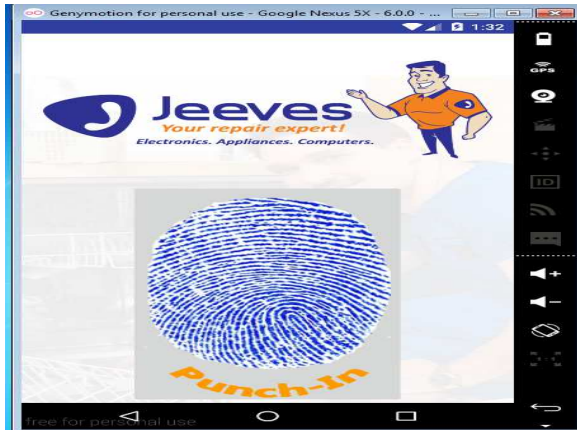 Genymotion for personal use - Google Nexus 5X - 6.0.0 - ...
1:32
GPS
Jeeves
Your repair expert!
Electronics. Appliances. Computers.
ID
Punch-In
free for personal use